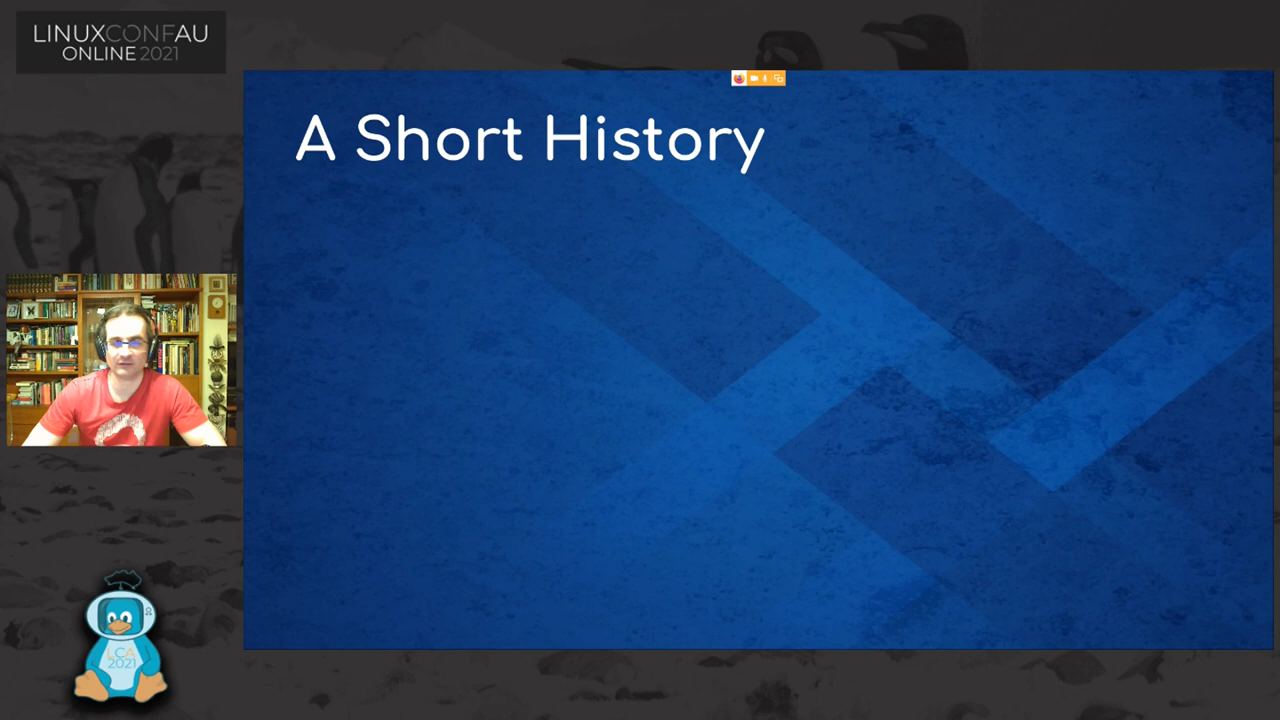 LINUXCONFAU
ONLINE 2021
A Short History
LCA
2021